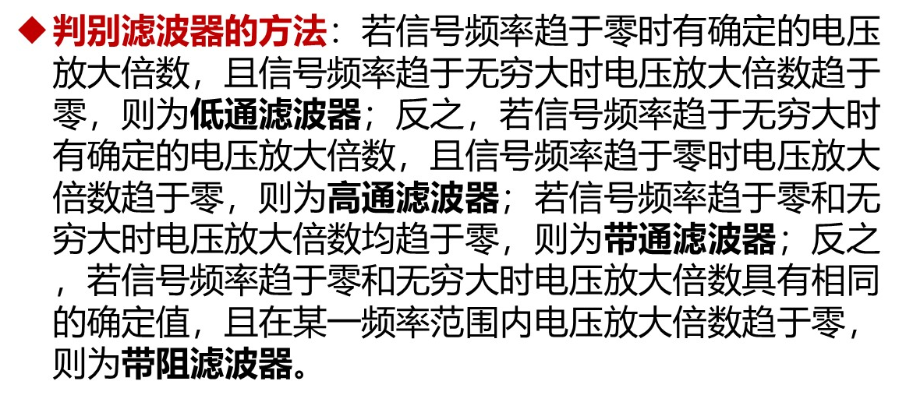 ◆判别滤波器的方法：若信号频率趋于零时有确定的电压
放大倍数，且信号频率趋于无穷大时电压放大倍数趋于
零，则为低通滤波器；反之，若信号频率趋于无穷大时
有确定的电压放大倍数，且信号频率趋于零时电压放大
倍数趋于零，则为高通滤波器；若信号频率趋于零和无
穷大时电压放大倍数均趋于零，则为带通滤波器；反之
，若信号频率趋于零和无穷大时电压放大倍数具有相同
的确定值，且在某一频率范围内电压放大倍数趋于零，
则为带阻滤波器。